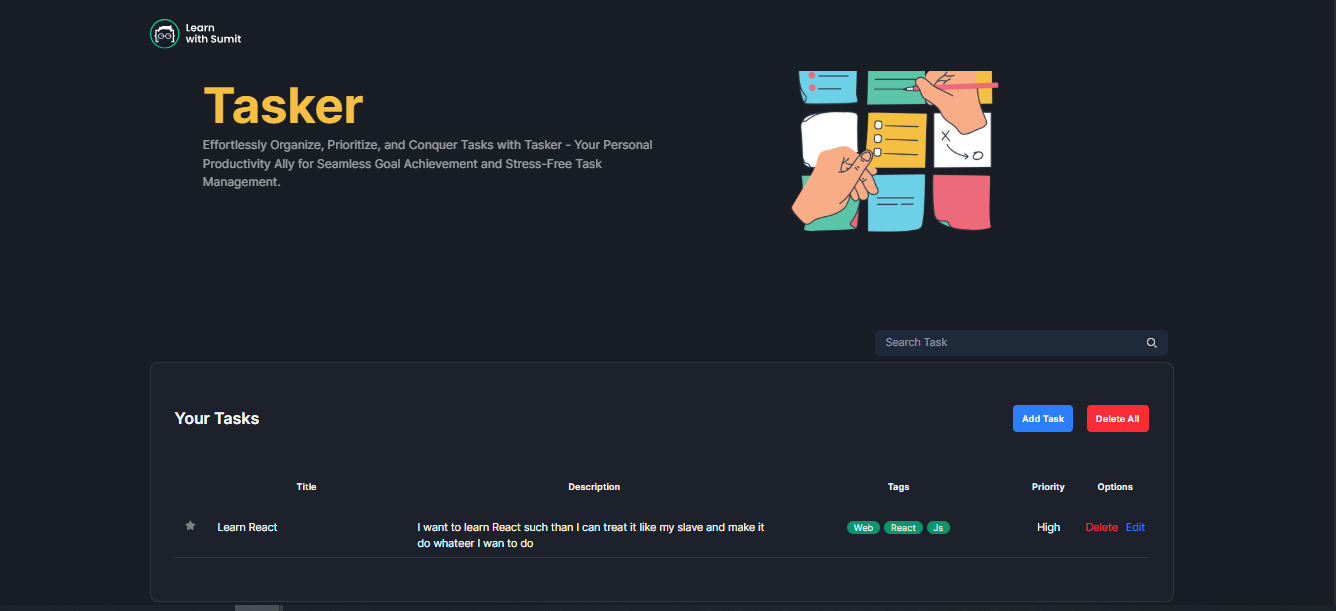 Learn
with Sumit
Tasker
Effortlessly Organize, Prioritize, and Conquer Tasks with Tasker - Your Personal
Productivity Ally for Seamless Goal Achievement and Stress-Free Task
Management.
Search Task
Your Tasks
Add Task
Delete All
Title Description Tags Priority Options
Learn React I want to learn React such than I can treat it like my slave and make it Web React Js High Delete Edit
do whateer I wan to do